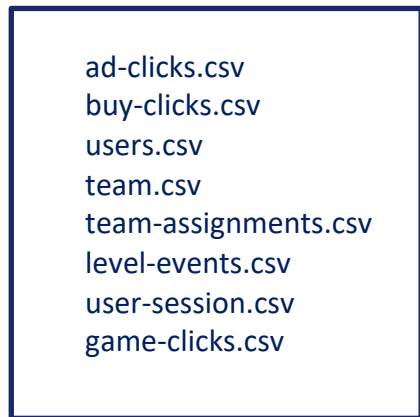 ad-clicks.csv
buy-clicks.csv
users.csv
team.csv
team-assignments.csv
level-events.csv
user-session.csv
game-clicks.csv